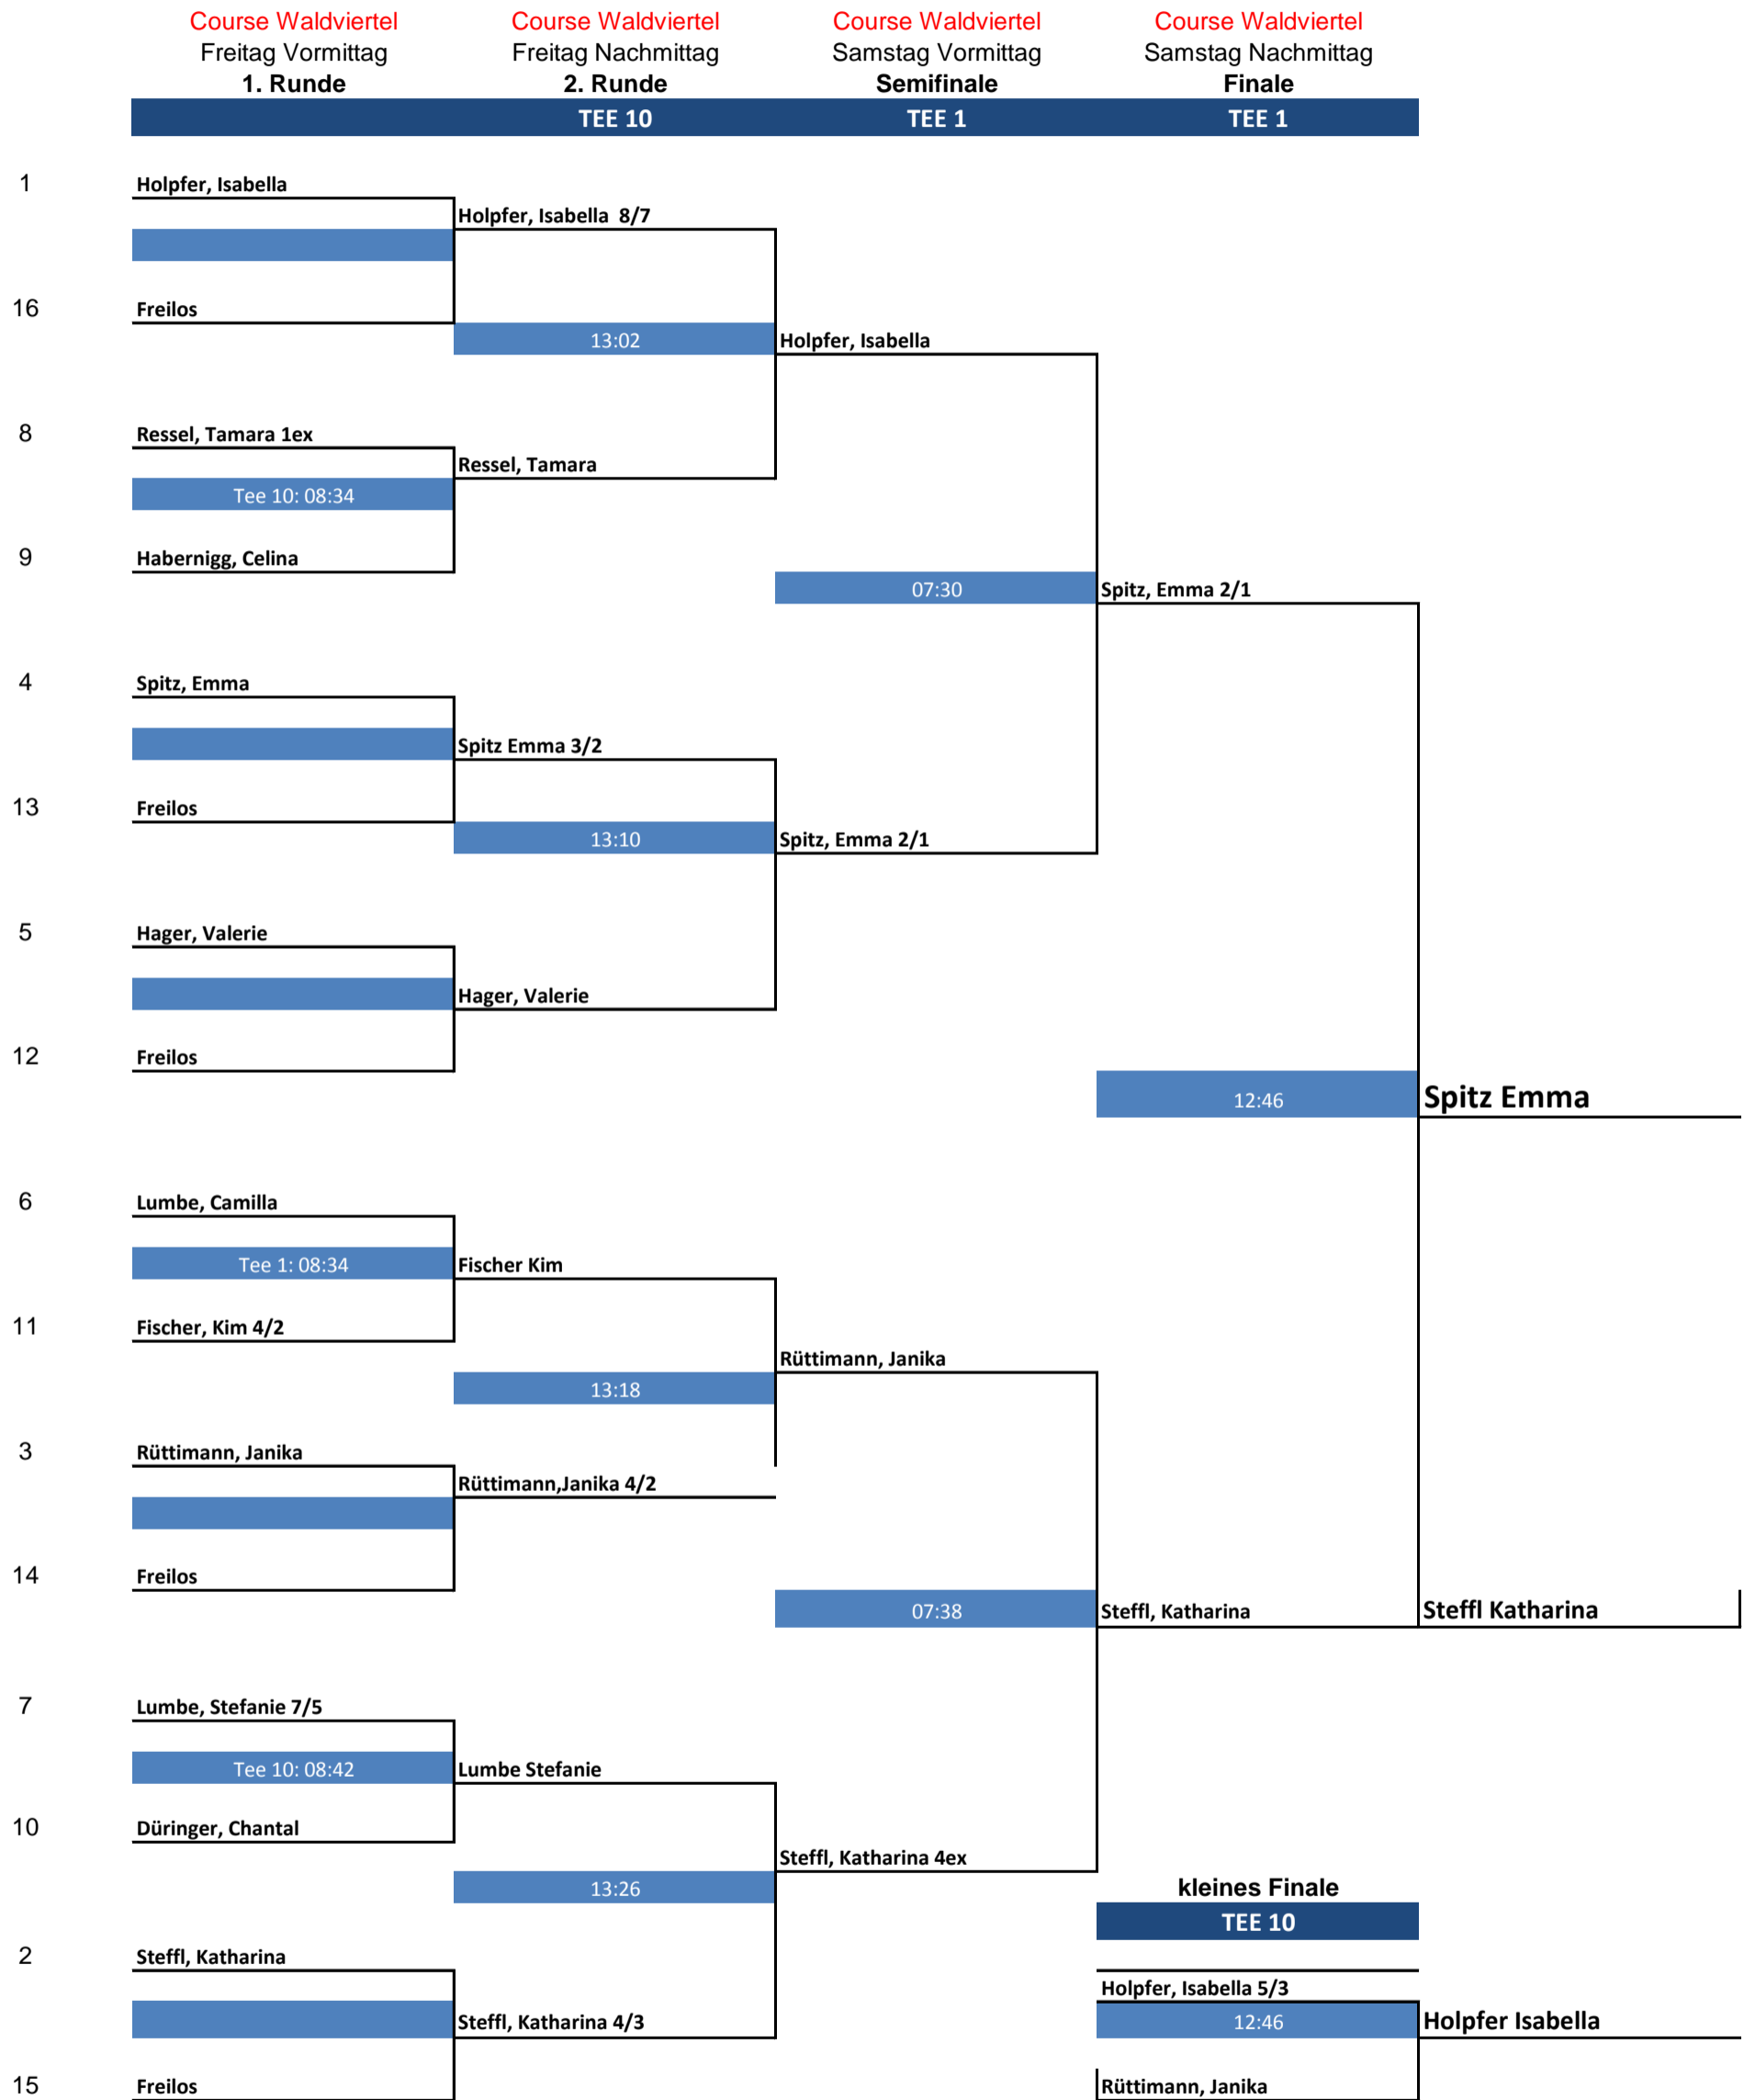 Course Waldviertel Course Waldviertel Course Waldviertel Course Waldviertel
Freitag Vormittag Freitag Nachmittag Samstag Vormittag Samstag Nachmittag
1. Runde 2. Runde Semifinale Finale
TEE 10 TEE 1 TEE 1
1 Holpfer, Isabella
Holpfer, Isabella 8/7
16 Freilos
13:02 Holpfer, Isabella
8 Ressel, Tamara 1ex
Ressel, Tamara
Tee 10: 08:34
9 Habernigg, Celina
07:30 Spitz, Emma 2/1
4 Spitz, Emma
Spitz Emma 3/2
13 Freilos
13:10 Spitz, Emma 2/1
5 Hager, Valerie
Hager, Valerie
12 Freilos
12:46 Spitz Emma
6 Lumbe, Camilla
Tee 1: 08:34 Fischer Kim
11 Fischer, Kim 4/2
Rüttimann, Janika
13:18
3 Rüttimann, Janika
Rüttimann,Janika 4/2
14 Freilos
07:38 Steffl, Katharina Steffl Katharina
7 Lumbe, Stefanie 7/5
Tee 10: 08:42 Lumbe Stefanie
10 Düringer, Chantal
Steffl, Katharina 4ex
13:26 kleines Finale
TEE 10
2 Steffl, Katharina
Holpfer, Isabella 5/3
Steffl, Katharina 4/3 12:46 Holpfer Isabella
15 Freilos Rüttimann, Janika